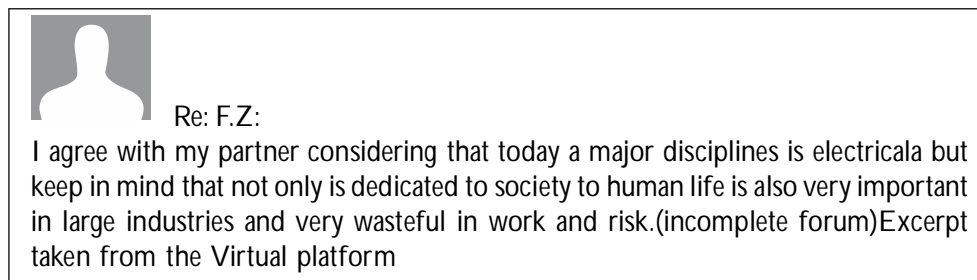 Re: F.Z:
I agree with my partner considering that today a major disciplines is electricala but
keep in mind that not only is dedicated to society to human life is also very important
in large industries and very wasteful in work and risk.(incomplete forum)Excerpt
taken from the Virtual platform